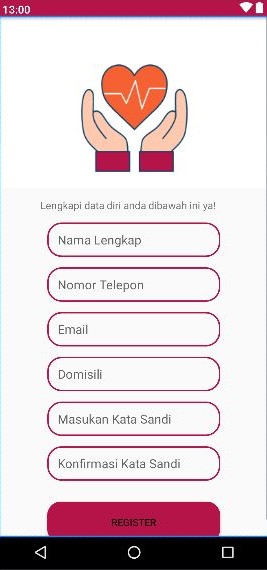 13:00
Lengkapi data diri anda dibawah ini ya!
Nama Lengkap
Nomor Telepon
Email
Domisili
Masukan Kata Sandi
Konfirmasi Kata Sandi
REGISTER